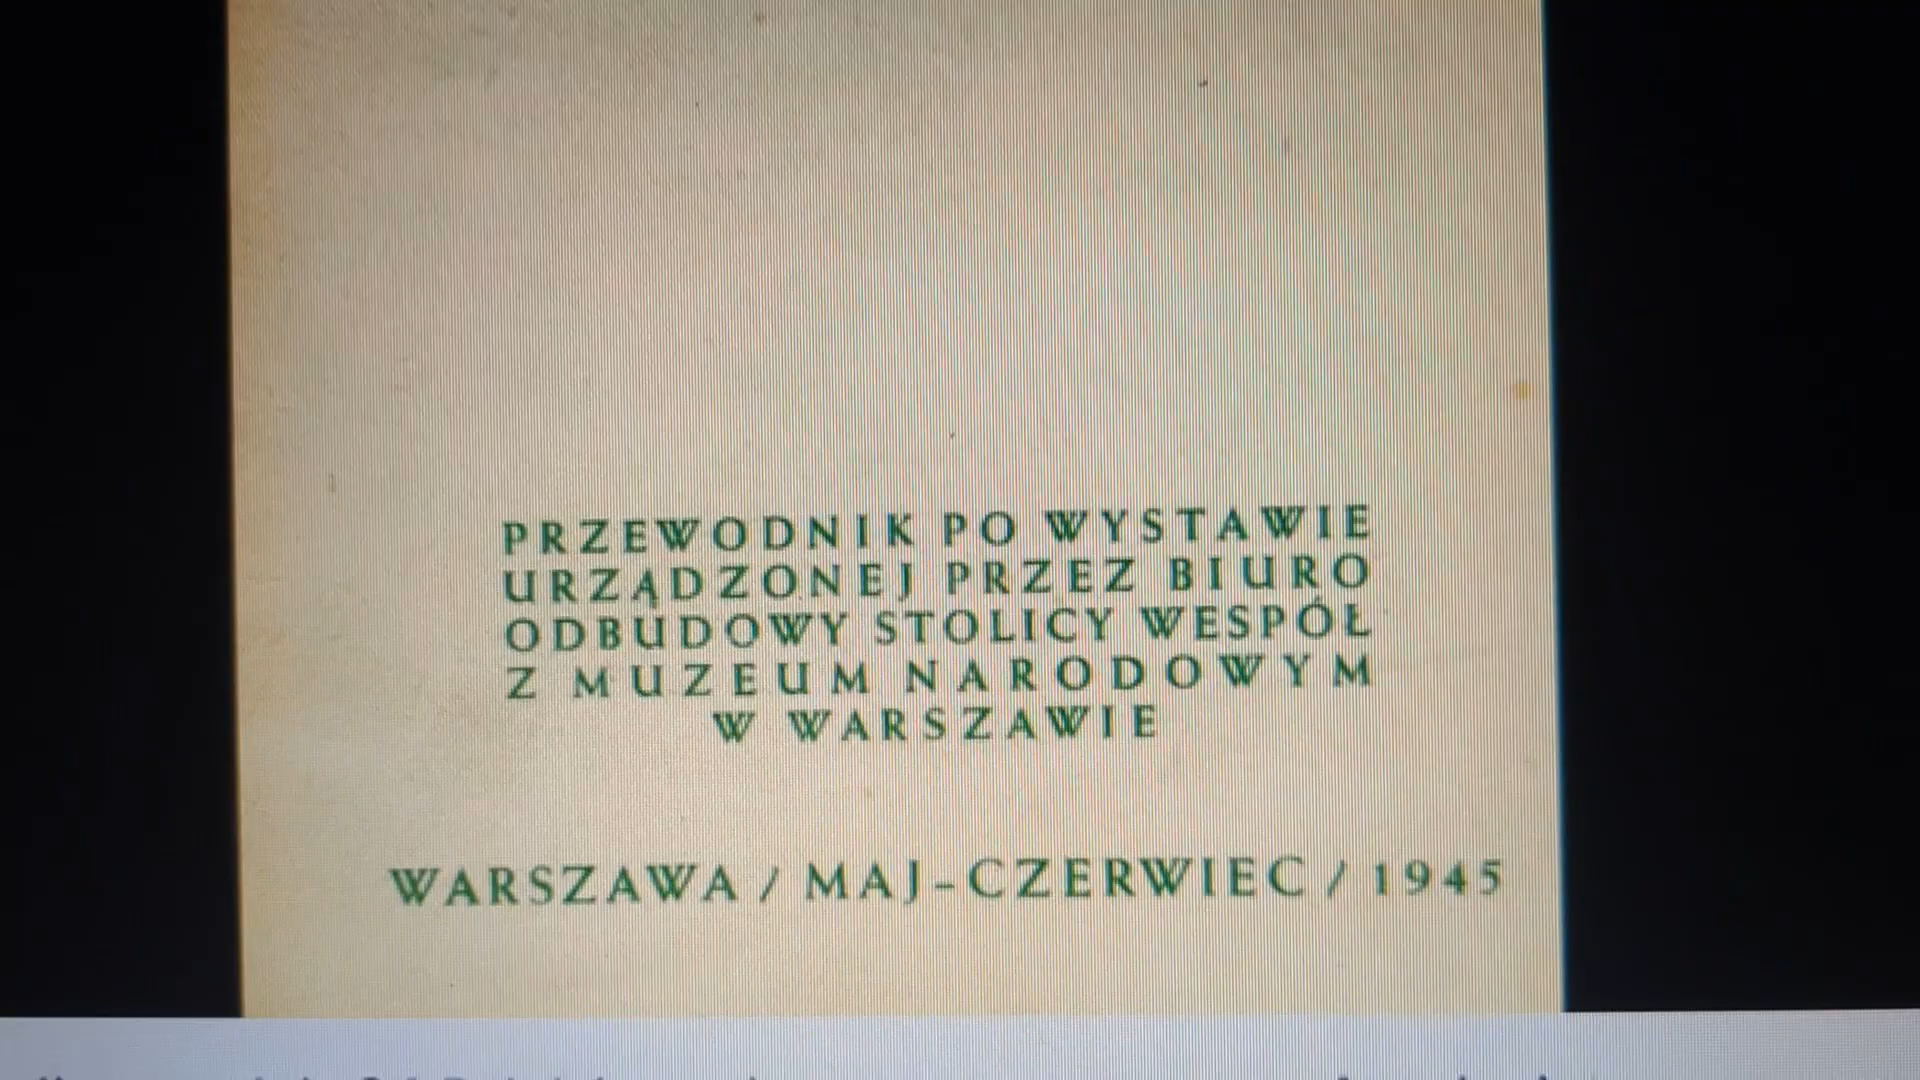 PRZEWODNIK PO WYSTAWIE
URZĄDZONEJ PRZEZ BIURO
ODBUDOWY STOLICY WESPÓŁ
Z MUZEUM NARODOWYM
W WARSZAWIE
WARSZAWA / MAJ-CZERWIEC / 1945